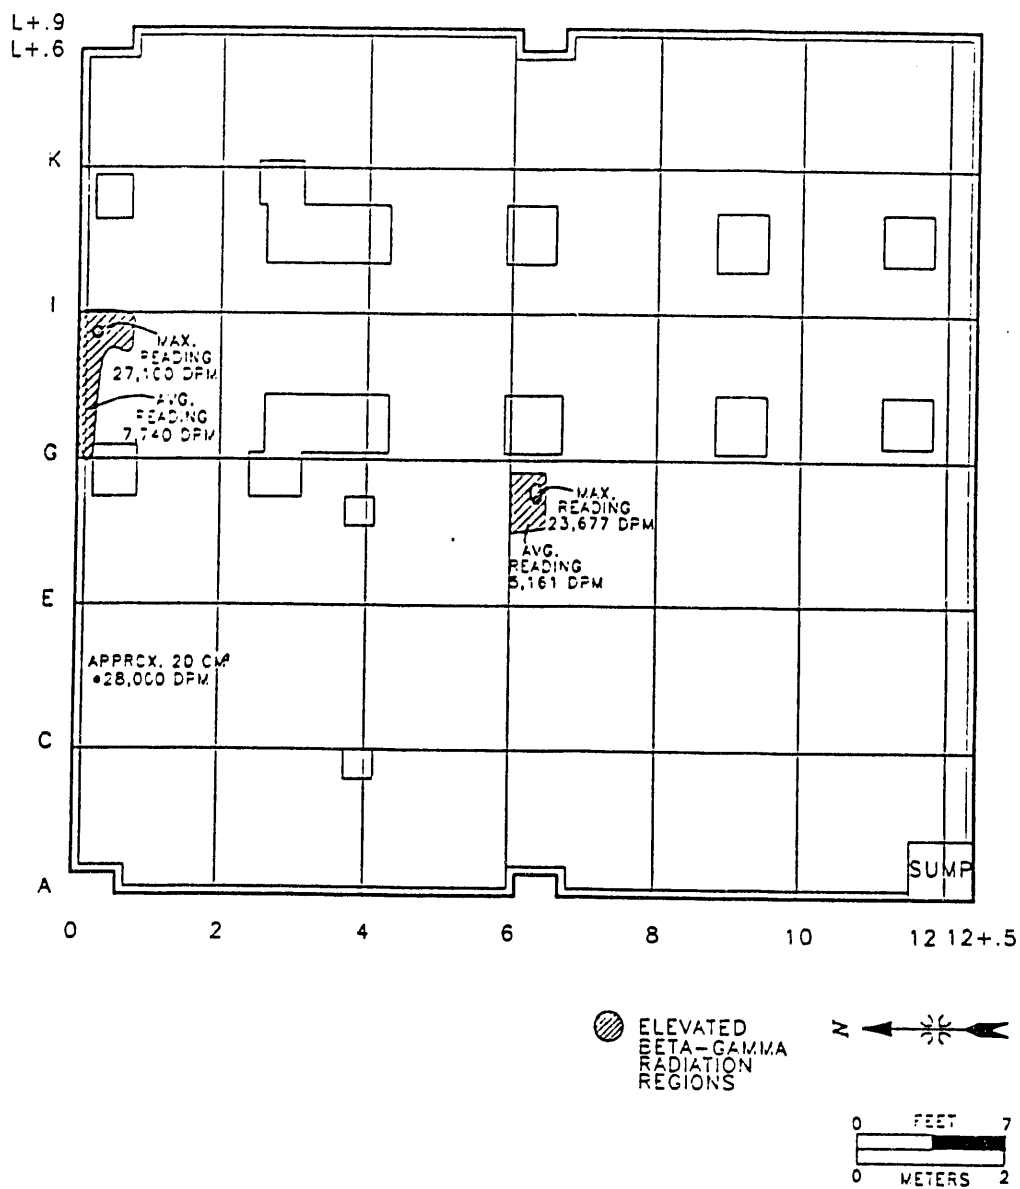 L+.9
L+.6
K
I
MAX.
READING
27,100 DPM
AVG.
READING
7,740 DPM
G
MAX.
READING
23,677 DPM
AVG.
READING
5,161 DPM
E
APPROX. 20 CM²
•28,000 DPM
C
A
SUMP
0 2 4 6 8 10 12 12+.5
ELEVATED
BETA-GAMMA
RADIATION
REGIONS
N
0 FEET 7
0 METERS 2